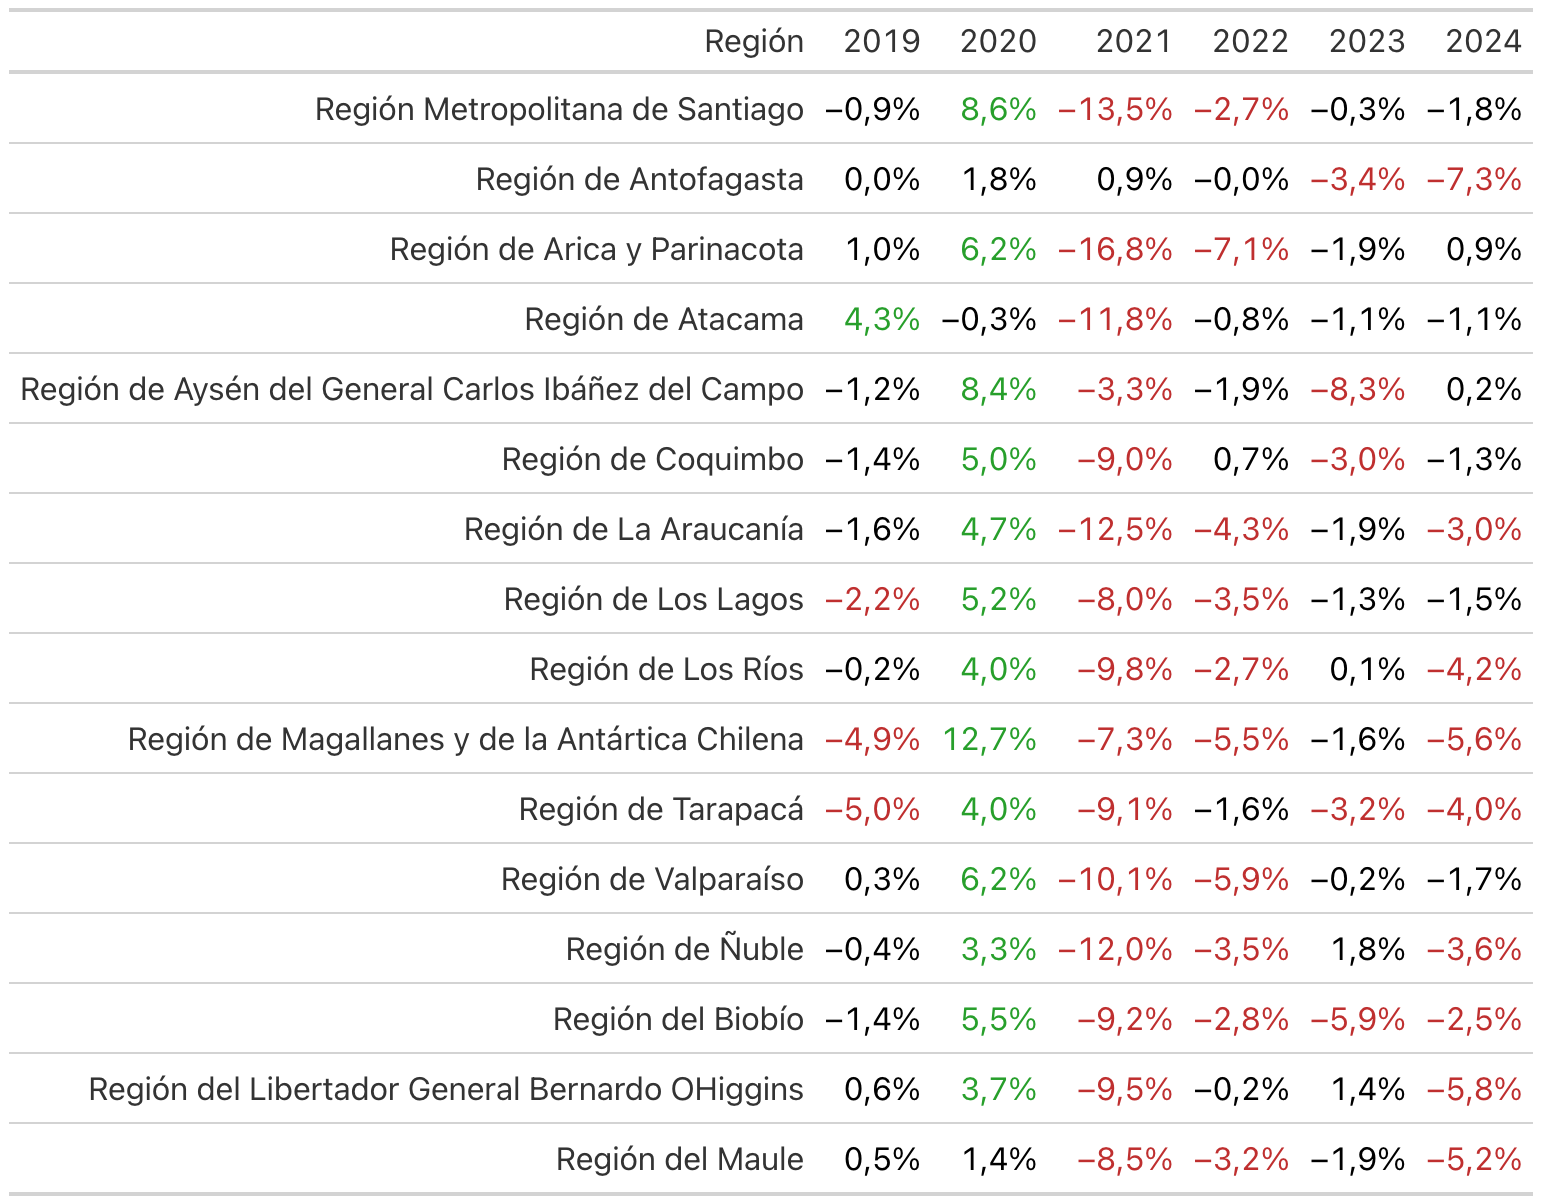 Región 2019 2020 2021 2022 2023 2024
Región Metropolitana de Santiago −0,9% 8,6% −13,5% −2,7% −0,3% −1,8%
Región de Antofagasta 0,0% 1,8% 0,9% −0,0% −3,4% −7,3%
Región de Arica y Parinacota 1,0% 6,2% −16,8% −7,1% −1,9% 0,9%
Región de Atacama 4,3% −0,3% −11,8% −0,8% −1,1% −1,1%
Región de Aysén del General Carlos Ibáñez del Campo −1,2% 8,4% −3,3% −1,9% −8,3% 0,2%
Región de Coquimbo −1,4% 5,0% −9,0% 0,7% −3,0% −1,3%
Región de La Araucanía −1,6% 4,7% −12,5% −4,3% −1,9% −3,0%
Región de Los Lagos −2,2% 5,2% −8,0% −3,5% −1,3% −1,5%
Región de Los Ríos −0,2% 4,0% −9,8% −2,7% 0,1% −4,2%
Región de Magallanes y de la Antártica Chilena −4,9% 12,7% −7,3% −5,5% −1,6% −5,6%
Región de Tarapacá −5,0% 4,0% −9,1% −1,6% −3,2% −4,0%
Región de Valparaíso 0,3% 6,2% −10,1% −5,9% −0,2% −1,7%
Región de Ñuble −0,4% 3,3% −12,0% −3,5% 1,8% −3,6%
Región del Biobío −1,4% 5,5% −9,2% −2,8% −5,9% −2,5%
Región del Libertador General Bernardo OHiggins 0,6% 3,7% −9,5% −0,2% 1,4% −5,8%
Región del Maule 0,5% 1,4% −8,5% −3,2% −1,9% −5,2%